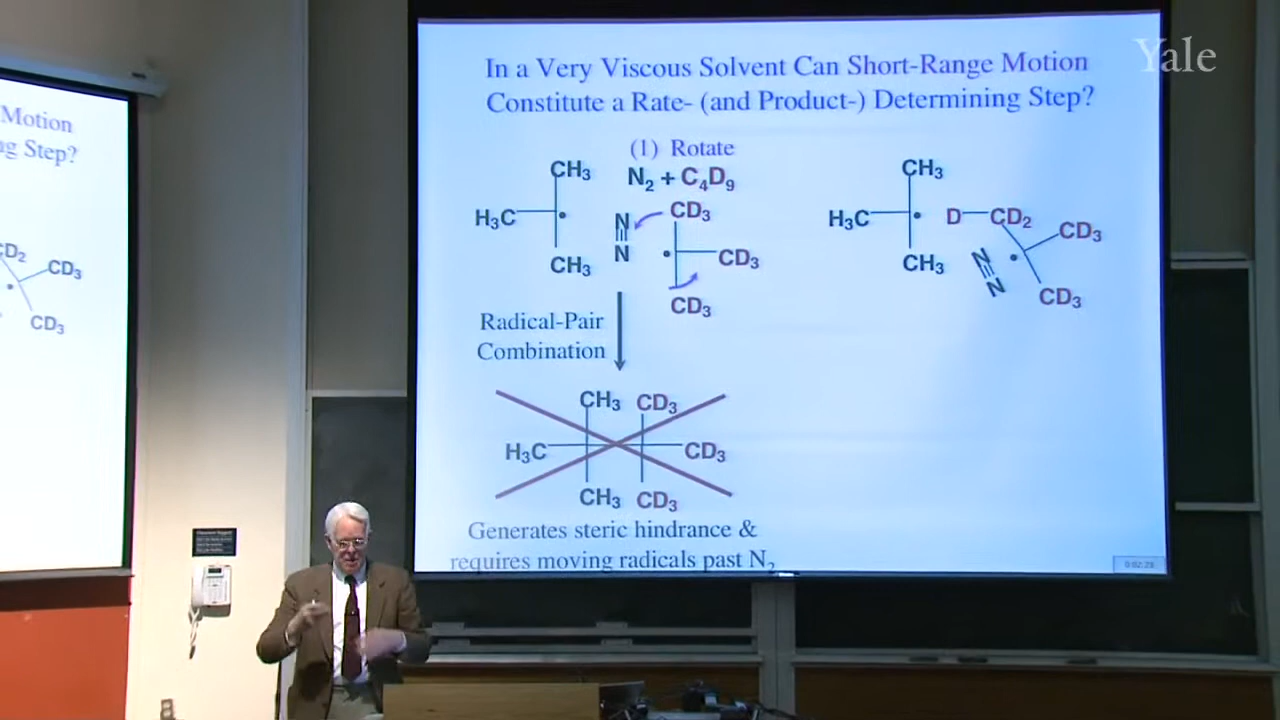 Yale
In a Very Viscous Solvent Can Short-Range Motion
Constitute a Rate- (and Product-) Determining Step?
(1) Rotate
N₂ + C₄D₉
CH₃
H₃C
CH₃
N
N
CD₃
CD₃
CD₃
CH₃
H₃C
CH₃
D
CD₂
CD₃
CD₃
N
N
Radical-Pair
Combination
CH₃ CD₃
H₃C CD₃
CH₃ CD₃
Generates steric hindrance &
requires moving radicals past N₂
Motion
ng Step?
CD₂
CD₃
CD₃